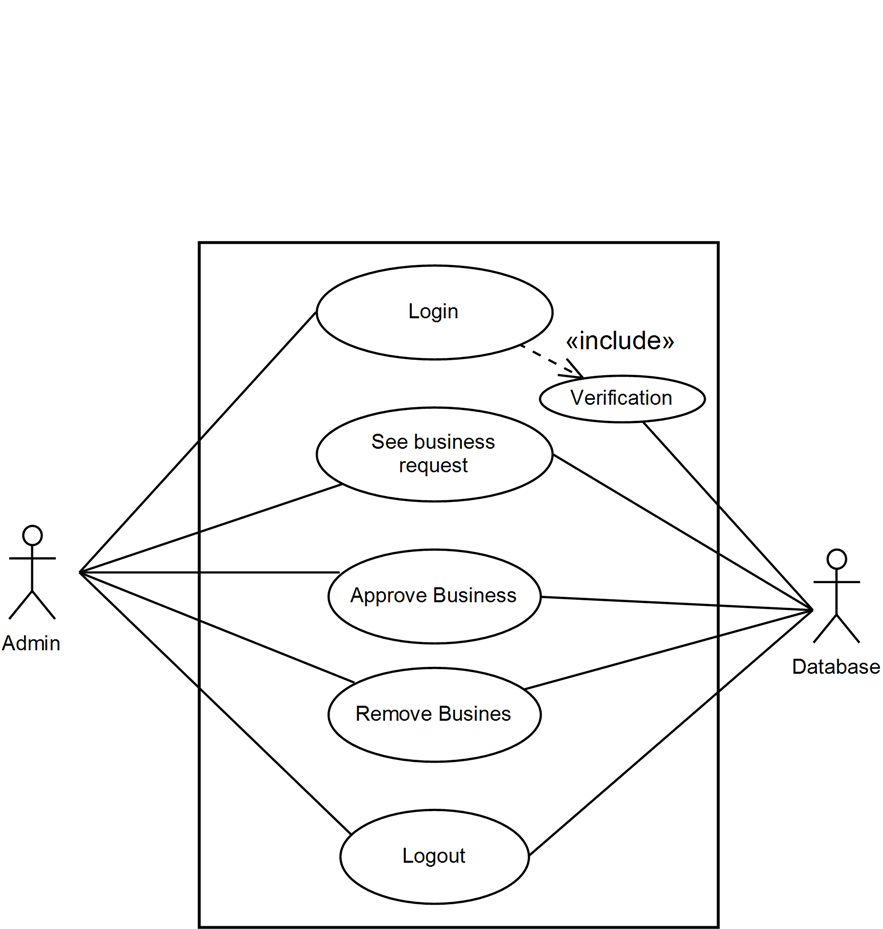 Login
«include»
Verification
See business
request
Approve Business
Admin
Database
Remove Busines
Logout